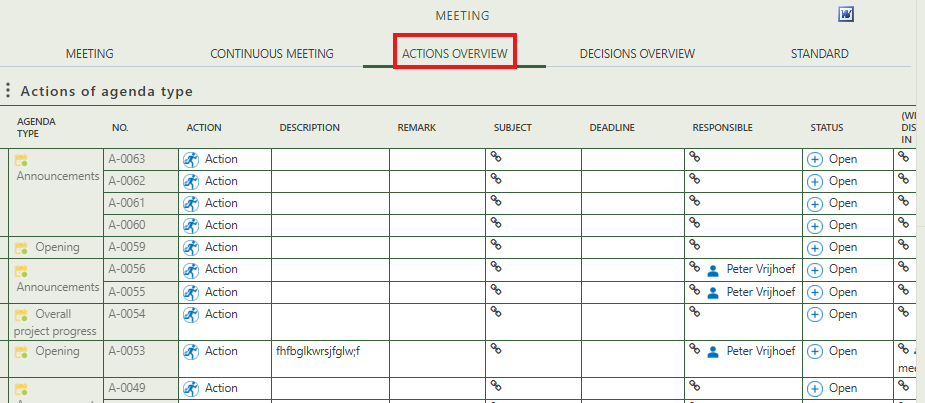 MEETING
MEETING CONTINUOUS MEETING ACTIONS OVERVIEW DECISIONS OVERVIEW STANDARD
Actions of agenda type
AGENDA TYPE NO. ACTION DESCRIPTION REMARK SUBJECT DEADLINE RESPONSIBLE STATUS DIS IN
Announcements A-0063 Action Open
A-0062 Action Open
A-0061 Action Open
A-0060 Action Open
Opening A-0059 Action Open
Announcements A-0056 Action Peter Vrijhoef Open
A-0055 Action Peter Vrijhoef Open
Overall project progress A-0054 Action Open
Opening A-0053 Action fhfbglkwrsjfglw;f Peter Vrijhoef Open
A-0049 Action Open